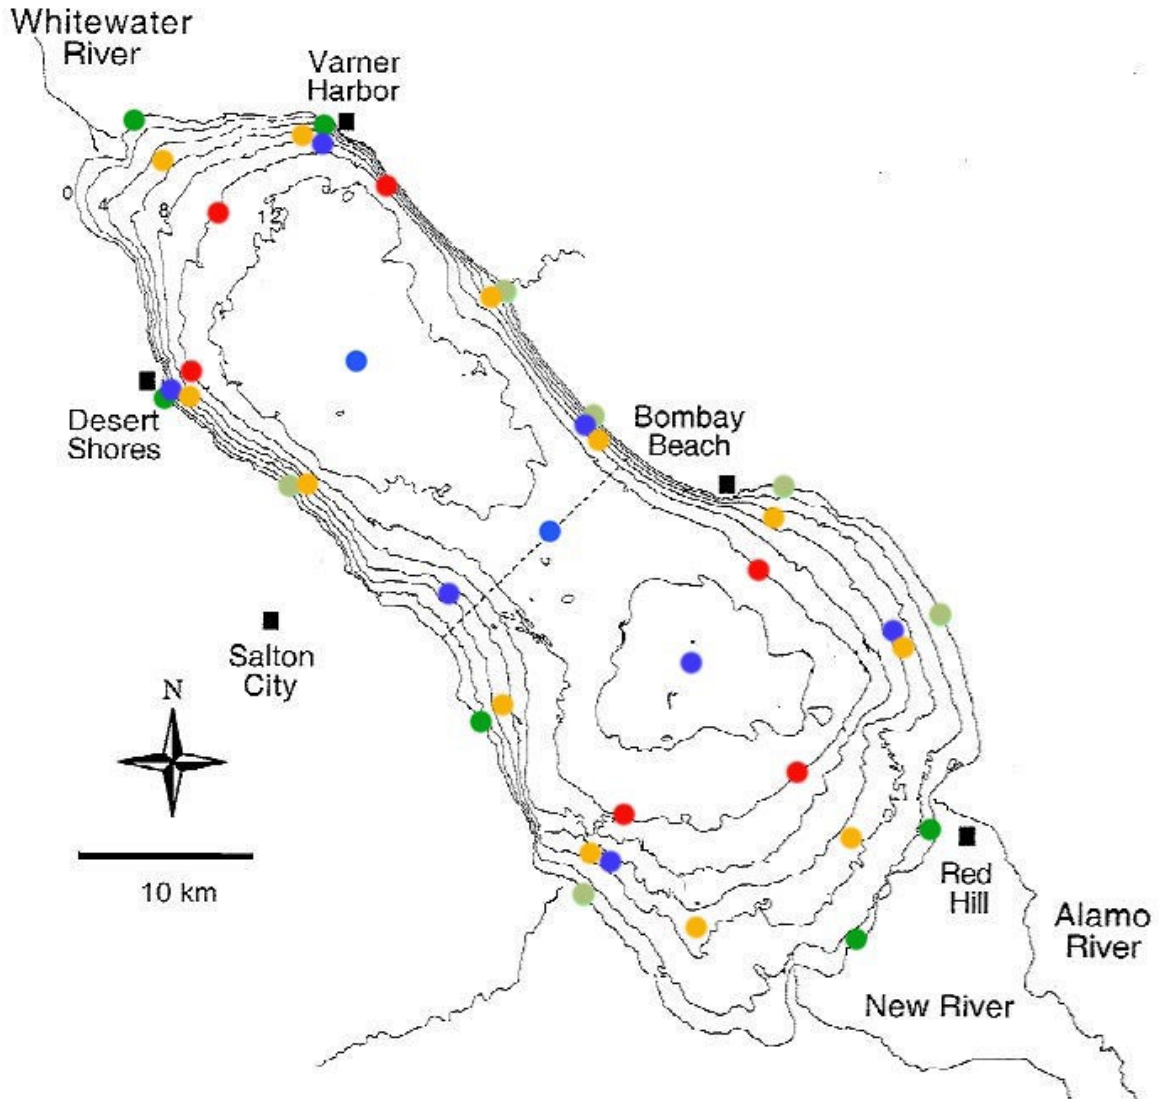 Whitewater
River
Varner
Harbor
0
4
8
12
Desert
Shores
Bombay
Beach
Salton
City
N
10 km
Red
Hill
Alamo
River
New River